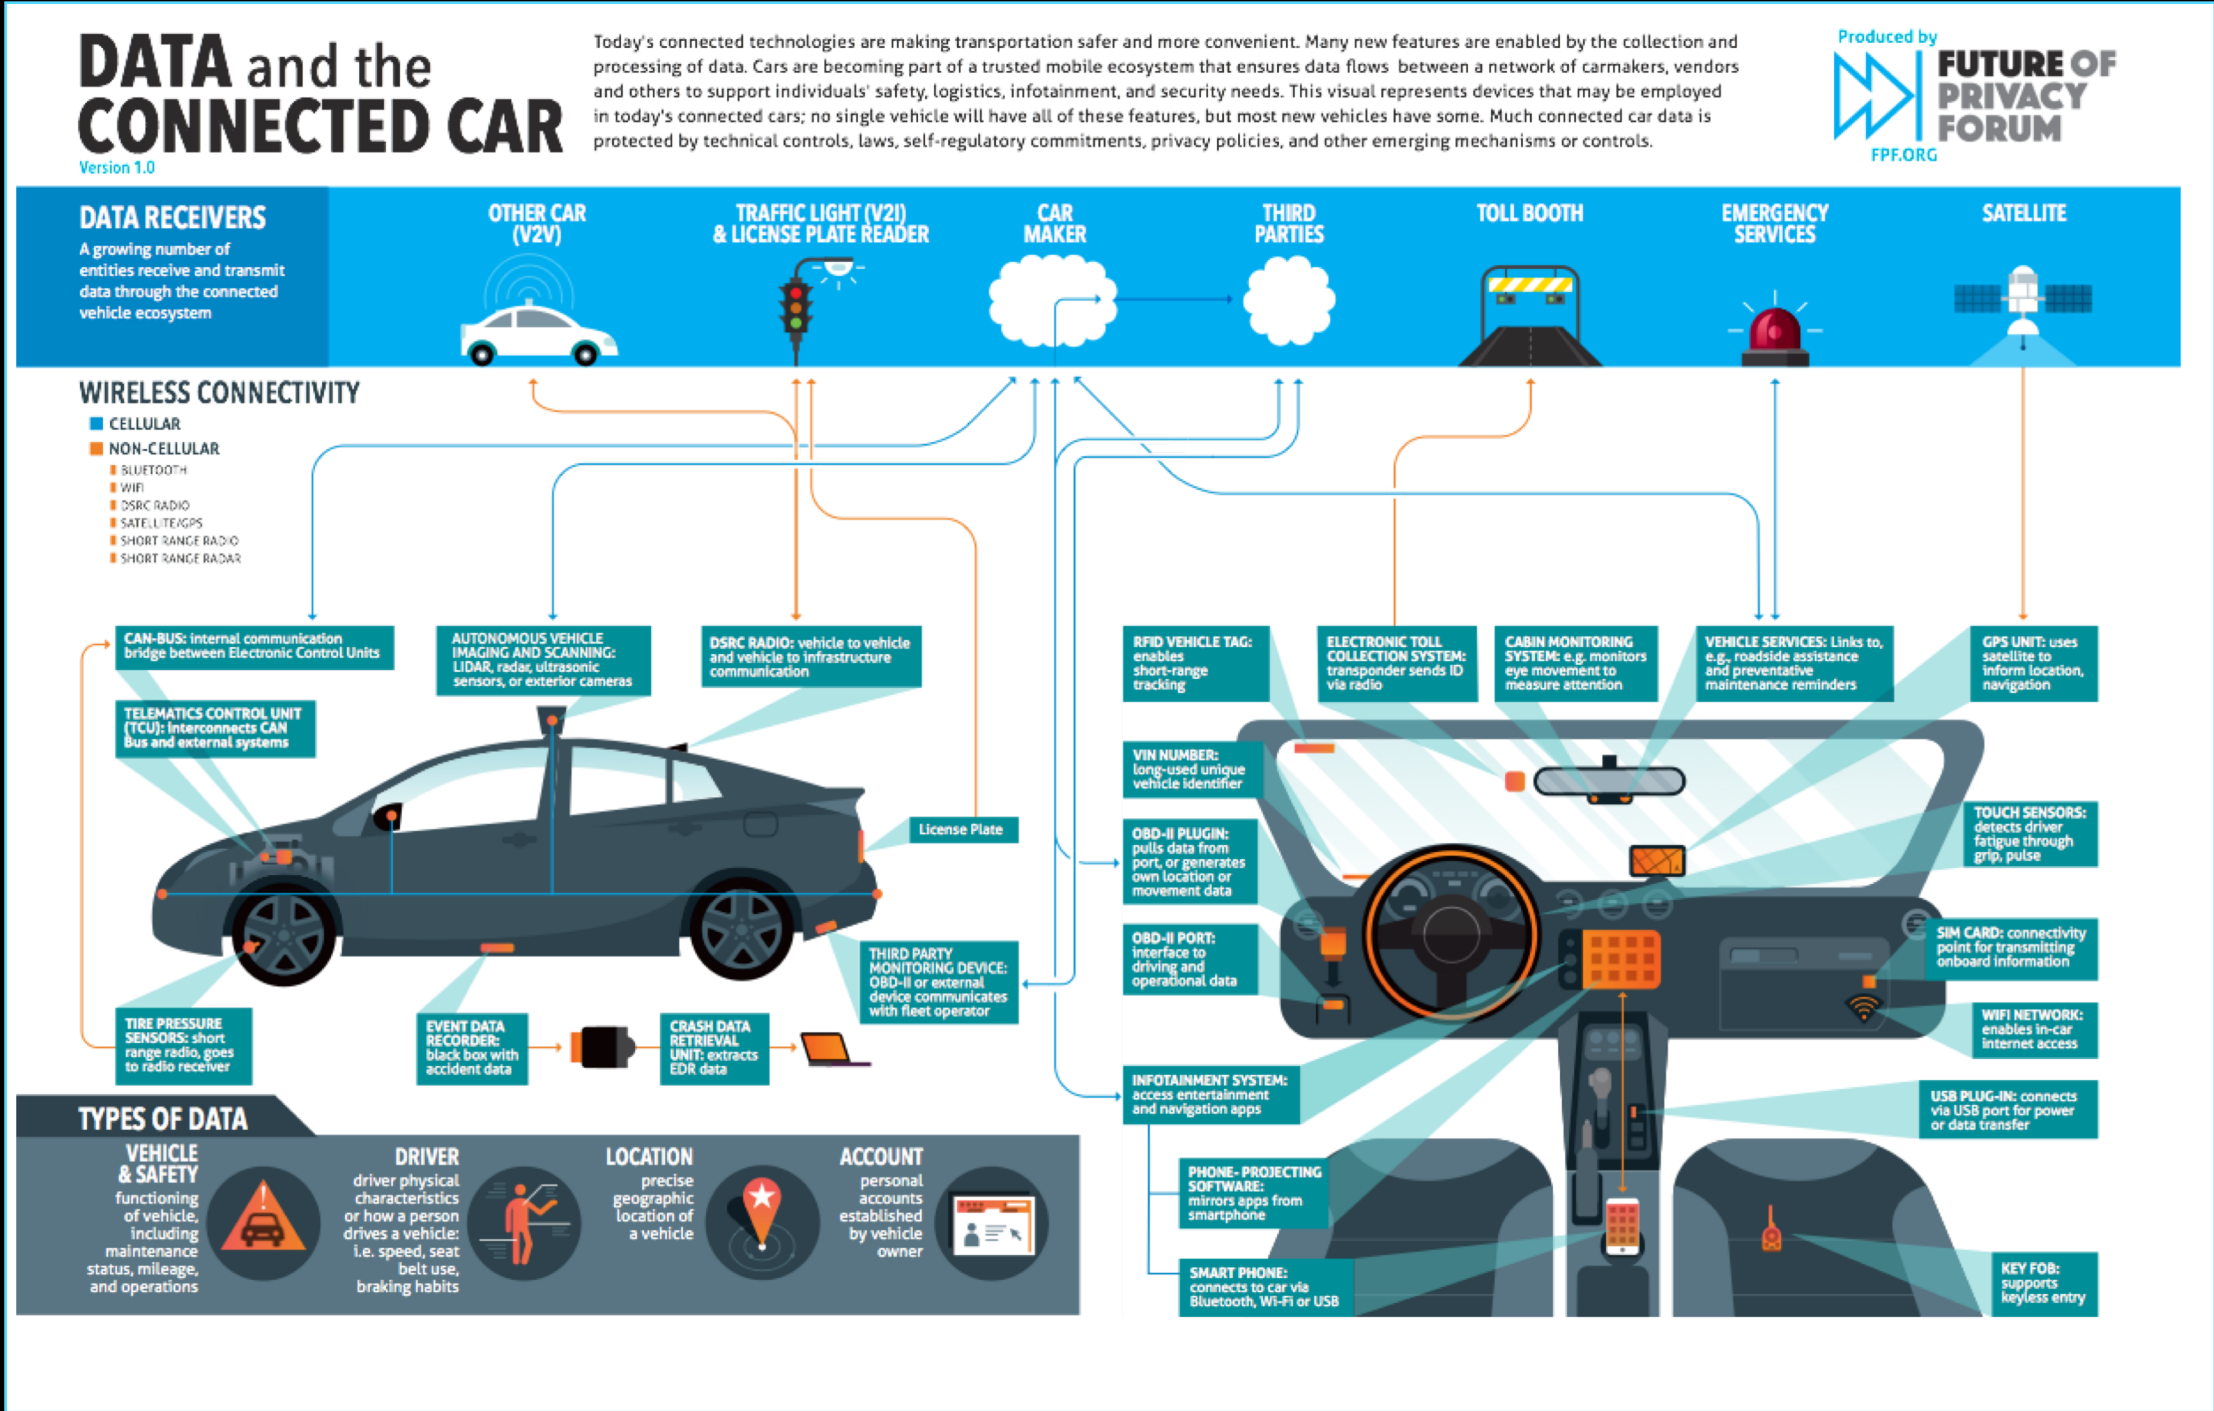 DATA and the
CONNECTED CAR
Version 1.0
Today's connected technologies are making transportation safer and more convenient. Many new features are enabled by the collection and
processing of data. Cars are becoming part of a trusted mobile ecosystem that ensures data flows between a network of carmakers, vendors
and others to support individuals' safety, logistics, infotainment, and security needs. This visual represents devices that may be employed
in today's connected cars; no single vehicle will have all of these features, but most new vehicles have some. Much connected car data is
protected by technical controls, laws, self-regulatory commitments, privacy policies, and other emerging mechanisms or controls.
Produced by
FUTURE OF
PRIVACY
FORUM
FPF.ORG
DATA RECEIVERS
A growing number of
entities receive and transmit
data through the connected
vehicle ecosystem
OTHER CAR
(V2V)
TRAFFIC LIGHT (V2I)
& LICENSE PLATE READER
CAR
MAKER
THIRD
PARTIES
TOLL BOOTH
EMERGENCY
SERVICES
SATELLITE
WIRELESS CONNECTIVITY
CELLULAR
NON-CELLULAR
BLUETOOTH
WIFI
DSRC RADIO
SATELLITE/GPS
SHORT RANGE RADIO
SHORT RANGE RADAR
CAN-BUS: internal communication
bridge between Electronic Control Units
TELEMATICS CONTROL UNIT
(TCU): Interconnects CAN
Bus and external systems
AUTONOMOUS VEHICLE
IMAGING AND SCANNING:
LIDAR, radar, ultrasonic
sensors, or exterior cameras
DSRC RADIO: vehicle to vehicle
and vehicle to infrastructure
communication
License Plate
THIRD PARTY
MONITORING DEVICE:
OBD-II or external
device communicates
with fleet operator
TIRE PRESSURE
SENSORS: short
range radio, goes
to radio receiver
EVENT DATA
RECORDER:
black box with
accident data
CRASH DATA
RETRIEVAL
UNIT: extracts
EDR data
RFID VEHICLE TAG:
enables
short-range
tracking
ELECTRONIC TOLL
COLLECTION SYSTEM:
transponder sends ID
via radio
CABIN MONITORING
SYSTEM: e.g. monitors
eye movement to
measure attention
VEHICLE SERVICES: Links to,
e.g., roadside assistance
and preventative
maintenance reminders
GPS UNIT: uses
satellite to
inform location,
navigation
VIN NUMBER:
long-used unique
vehicle identifier
OBD-II PLUGIN:
pulls data from
port, or generates
own location or
movement data
OBD-II PORT:
interface to
driving and
operational data
TOUCH SENSORS:
detects driver
fatigue through
grip, pulse
SIM CARD: connectivity
point for transmitting
onboard information
WIFI NETWORK:
enables in-car
internet access
INFOTAINMENT SYSTEM:
access entertainment
and navigation apps
USB PLUG-IN: connects
via USB port for power
or data transfer
PHONE- PROJECTING
SOFTWARE:
mirrors apps from
smartphone
SMART PHONE:
connects to car via
Bluetooth, Wi-Fi or USB
KEY FOB:
supports
keyless entry
TYPES OF DATA
VEHICLE
& SAFETY
functioning
of vehicle,
including
maintenance
status, mileage,
and operations
DRIVER
driver physical
characteristics
or how a person
drives a vehicle:
i.e. speed, seat
belt use,
braking habits
LOCATION
precise
geographic
location of
a vehicle
ACCOUNT
personal
accounts
established
by vehicle
owner